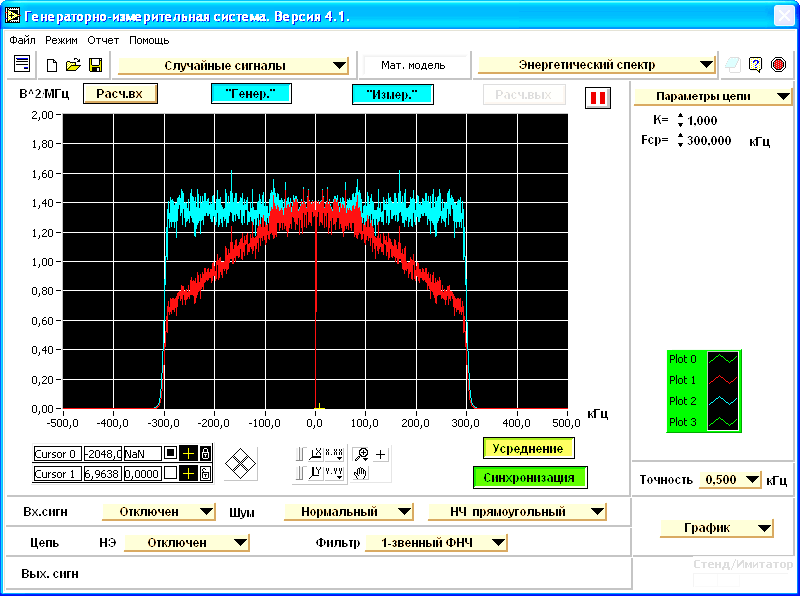 Генераторно-измерительная система. Версия 4.1.
Файл Режим Отчет Помощь
Случайные сигналы Мат. модель Энергетический спектр
В^2/МГц Расч.вх "Генер." "Измер." Расч.вых
Параметры цепи
K= 1,000
Fcp= 300,000 кГц
2,00
1,80
1,60
1,40
1,20
1,00
0,80
0,60
0,40
0,20
0,00
-500,0 -400,0 -300,0 -200,0 -100,0 0,0 100,0 200,0 300,0 400,0 500,0 кГц
Plot 0
Plot 1
Plot 2
Plot 3
Cursor 0 -2048,0 NaN
Cursor 1 6,9638 0,0000
X X.XX
Y Y.YY
Усреднение
Синхронизация
Точность 0,500 кГц
Вх.сигн Отключен Шум Нормальный НЧ прямоугольный
График
Цепь НЭ Отключен Фильтр 1-звенный ФНЧ
Стенд/Имитатор
Вых. сигн